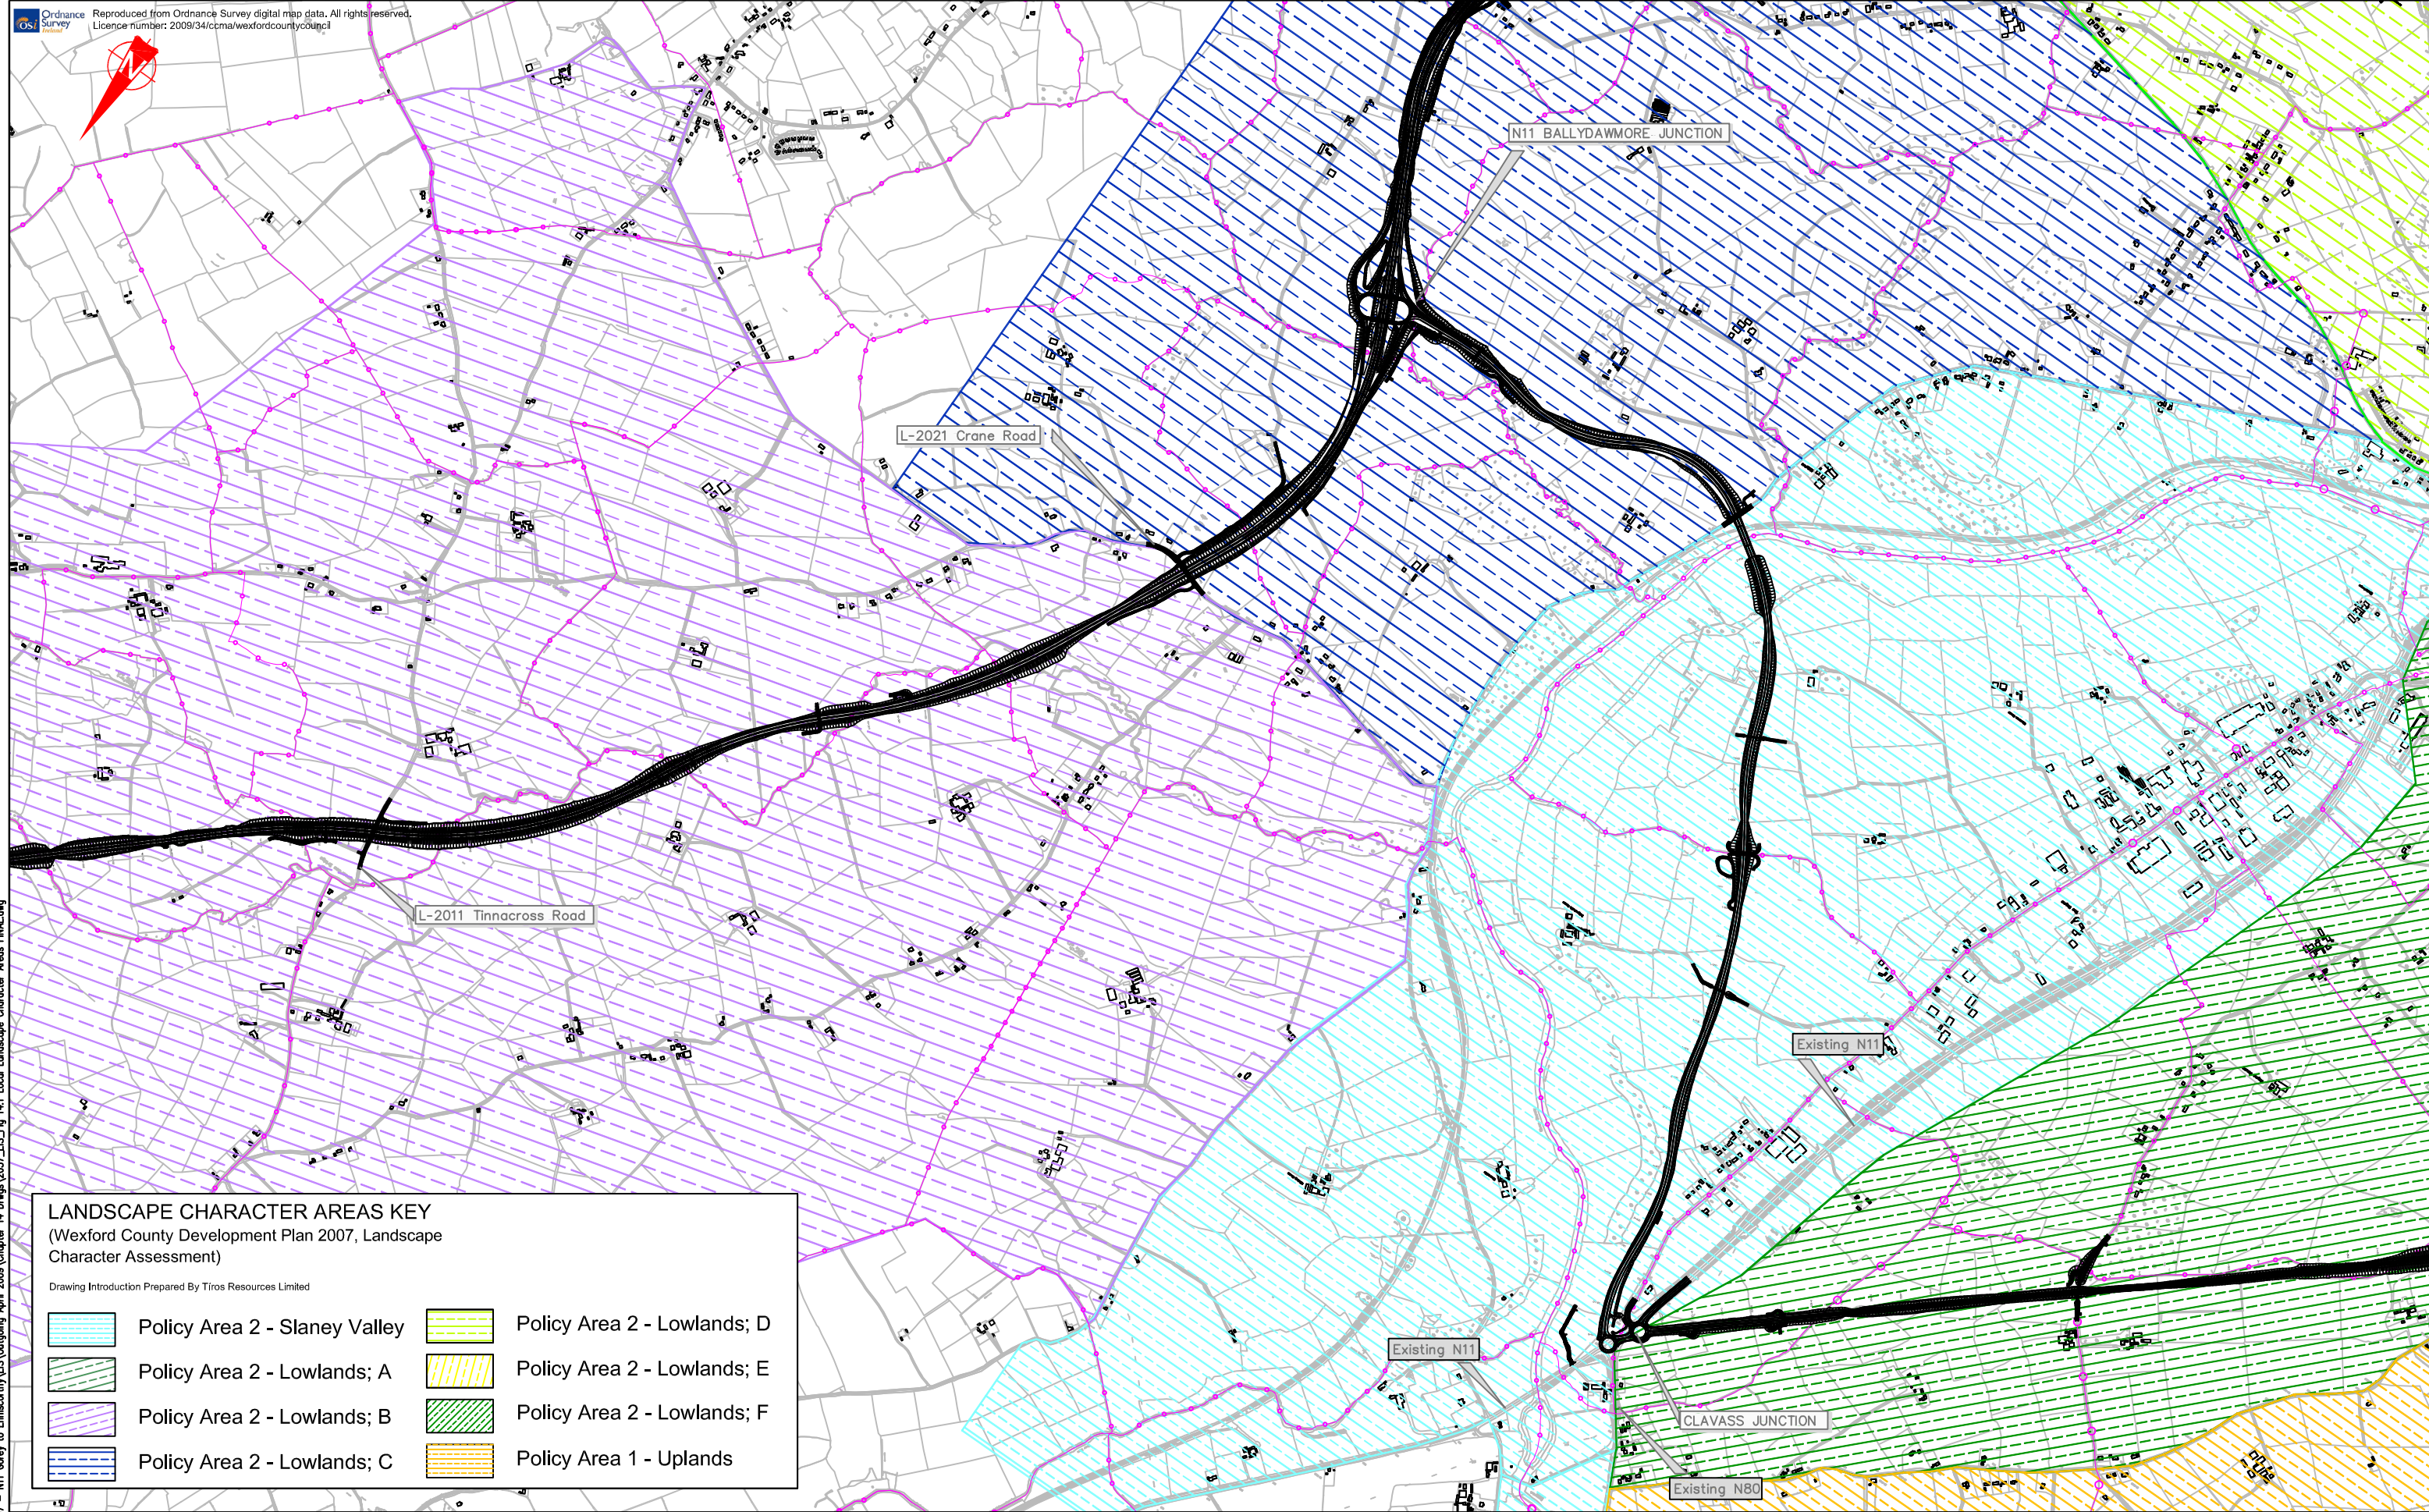 Ordnance
Survey
Ireland
OSi
Reproduced from Ordnance Survey digital map data. All rights reserved.
Licence number: 2009/34/ccma/wexfordcountycouncil
N
N11 BALLYDAWMORE JUNCTION
L-2021 Crane Road
L-2011 Tinnacross Road
Existing N11
Existing N11
CLAVASS JUNCTION
Existing N80
LANDSCAPE CHARACTER AREAS KEY
(Wexford County Development Plan 2007, Landscape
Character Assessment)
Drawing Introduction Prepared By Tíros Resources Limited
Policy Area 2 - Slaney Valley
Policy Area 2 - Lowlands; A
Policy Area 2 - Lowlands; B
Policy Area 2 - Lowlands; C
Policy Area 2 - Lowlands; D
Policy Area 2 - Lowlands; E
Policy Area 2 - Lowlands; F
Policy Area 1 - Uplands